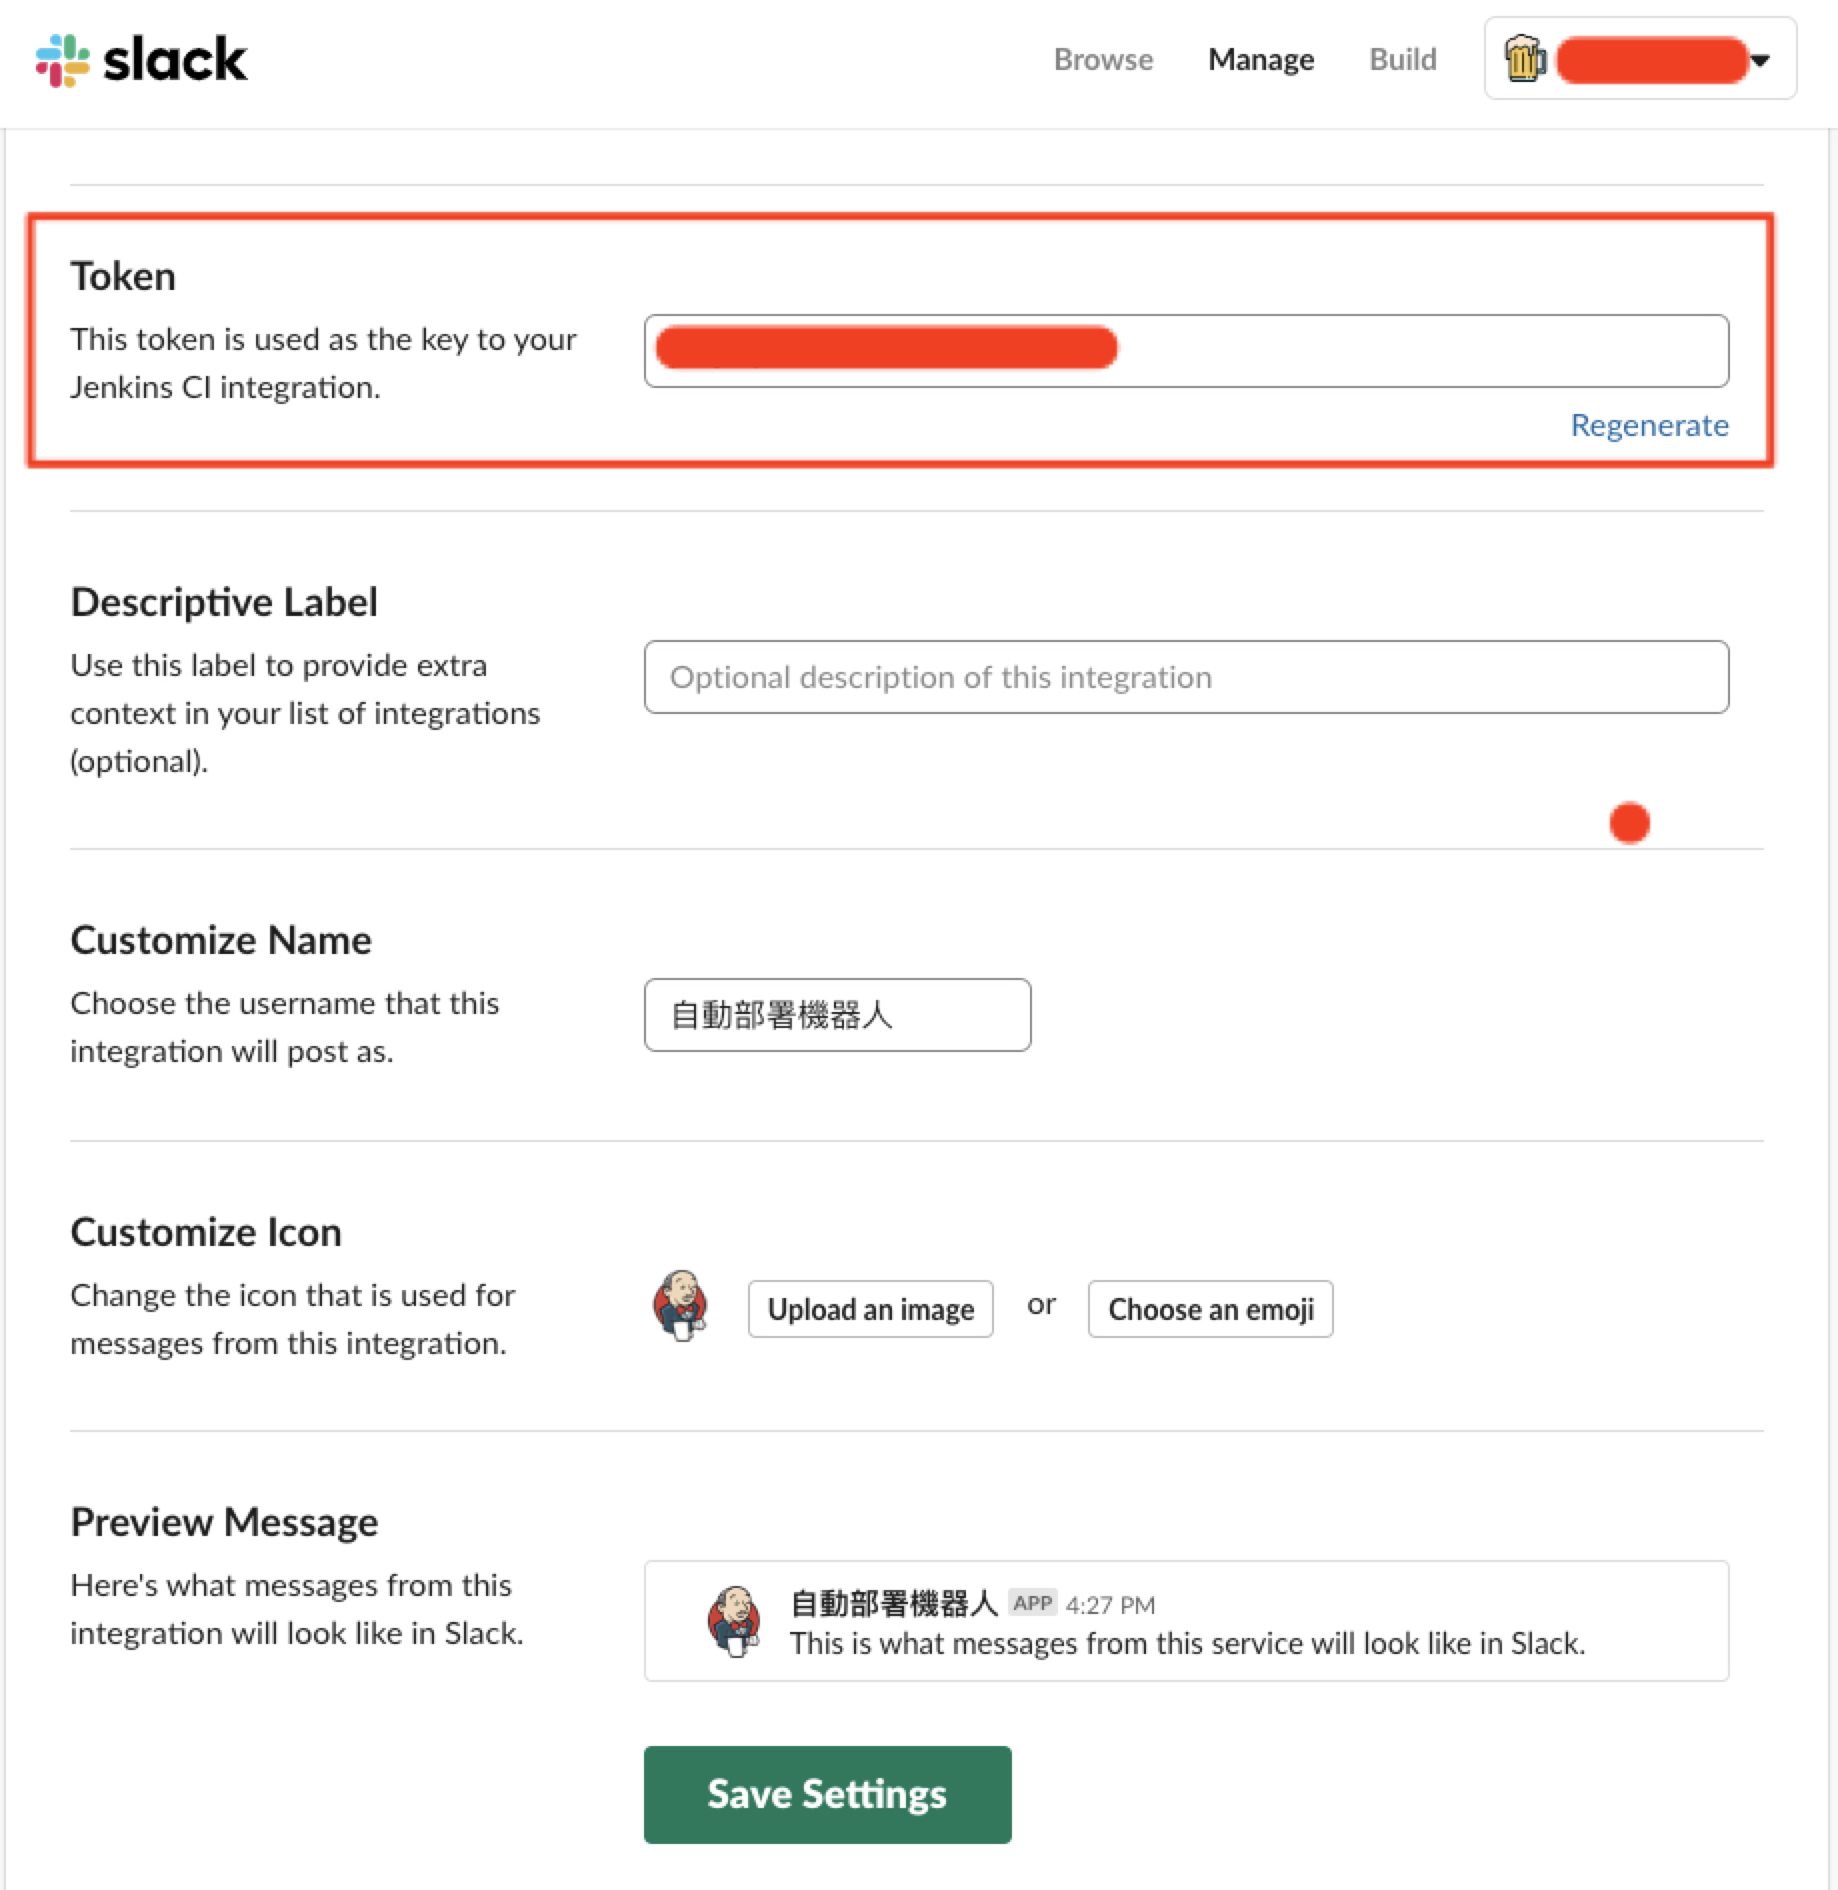 slack
Browse Manage Build
Token
This token is used as the key to your
Jenkins CI integration.
Regenerate
Descriptive Label
Use this label to provide extra
context in your list of integrations
(optional).
Optional description of this integration
Customize Name
Choose the username that this
integration will post as.
自動部署機器人
Customize Icon
Change the icon that is used for
messages from this integration.
Upload an image or Choose an emoji
Preview Message
Here's what messages from this
integration will look like in Slack.
自動部署機器人 APP 4:27 PM
This is what messages from this service will look like in Slack.
Save Settings